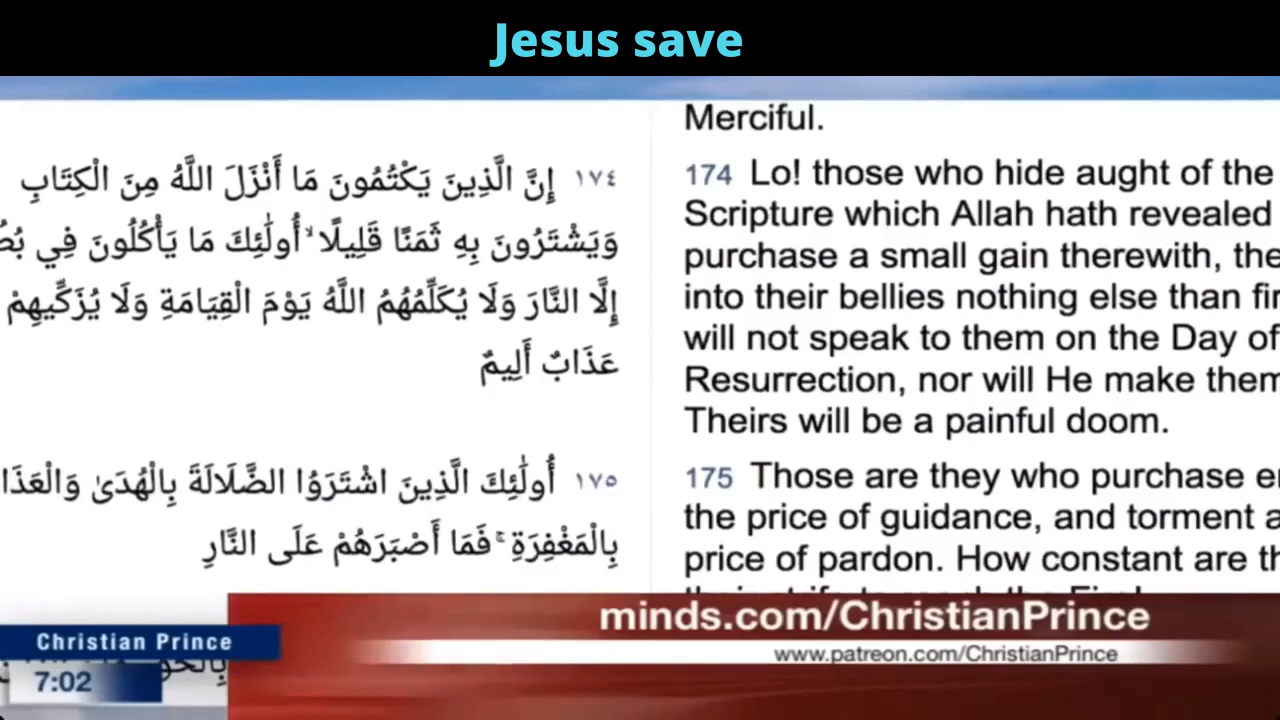 Jesus save
Merciful.
١٧٤ إِنَّ الَّذِينَ يَكْتُمُونَ مَا أَنْزَلَ اللَّهُ مِنَ الْكِتَابِ
وَيَشْتَرُونَ بِهِ ثَمَنًا قَلِيلًا ۙ أُولَٰئِكَ مَا يَأْكُلُونَ فِي
إِلَّا النَّارَ وَلَا يُكَلِّمُهُمُ اللَّهُ يَوْمَ الْقِيَامَةِ وَلَا يُزَكِّيهِمْ
عَذَابٌ أَلِيمٌ
١٧٥ أُولَٰئِكَ الَّذِينَ اشْتَرَوُا الضَّلَالَةَ بِالْهُدَىٰ
بِالْمَغْفِرَةِ ۚ فَمَا أَصْبَرَهُمْ عَلَى النَّارِ
174 Lo! those who hide aught of the
Scripture which Allah hath revealed
purchase a small gain therewith, the
into their bellies nothing else than
will not speak to them on the Day of
Resurrection, nor will He make them
Theirs will be a painful doom.
175 Those are they who purchase
the price of guidance, and torment
price of pardon. How constant are
minds.com/ChristianPrince
www.patreon.com/ChristianPrince
Christian Prince
7:02